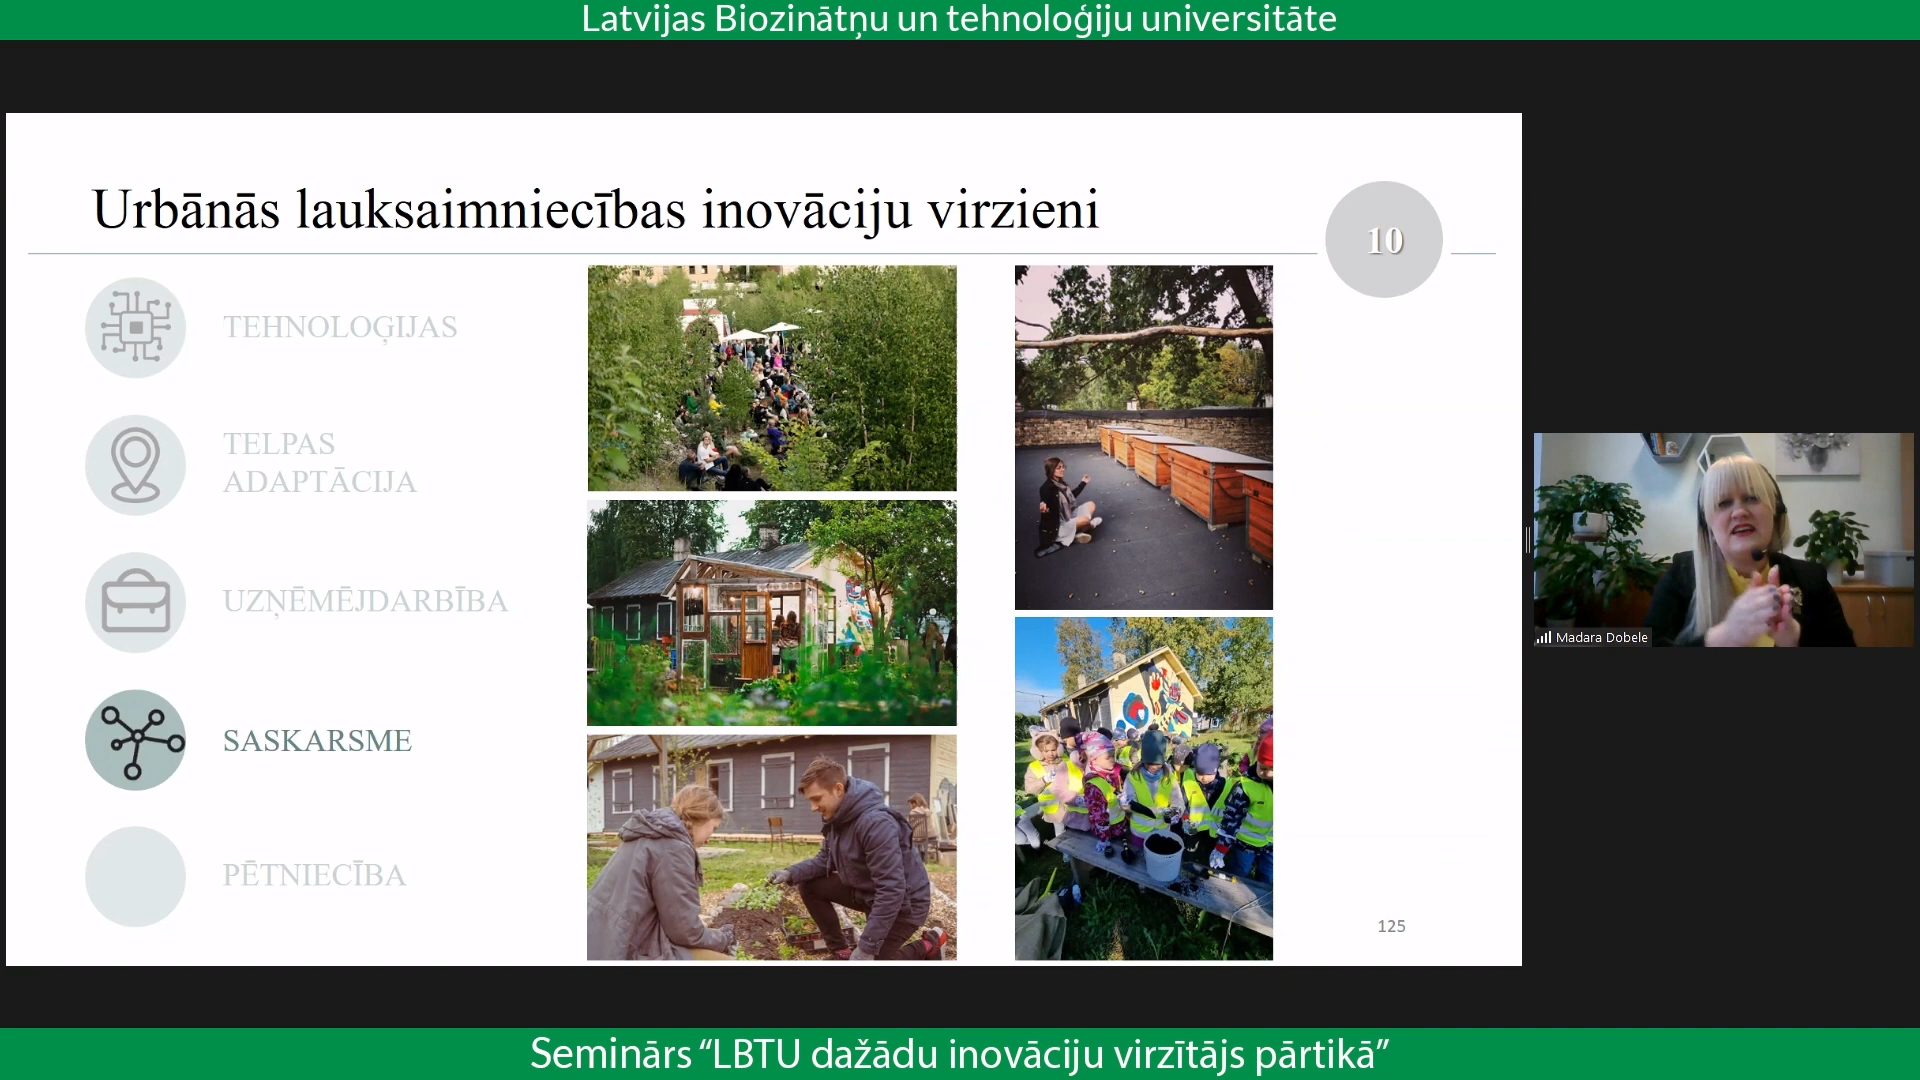 Latvijas Biozinātņu un tehnoloģiju universitāte
Urbānās lauksaimniecības inovāciju virzieni
10
TEHNOLOĢIJAS
TELPAS
ADAPTĀCIJA
UZŅĒMĒJDARBĪBA
SASKARSME
PĒTNIECĪBA
125
Madara Dobele
Seminārs “LBTU dažādu inovāciju virzītājs pārtikā”